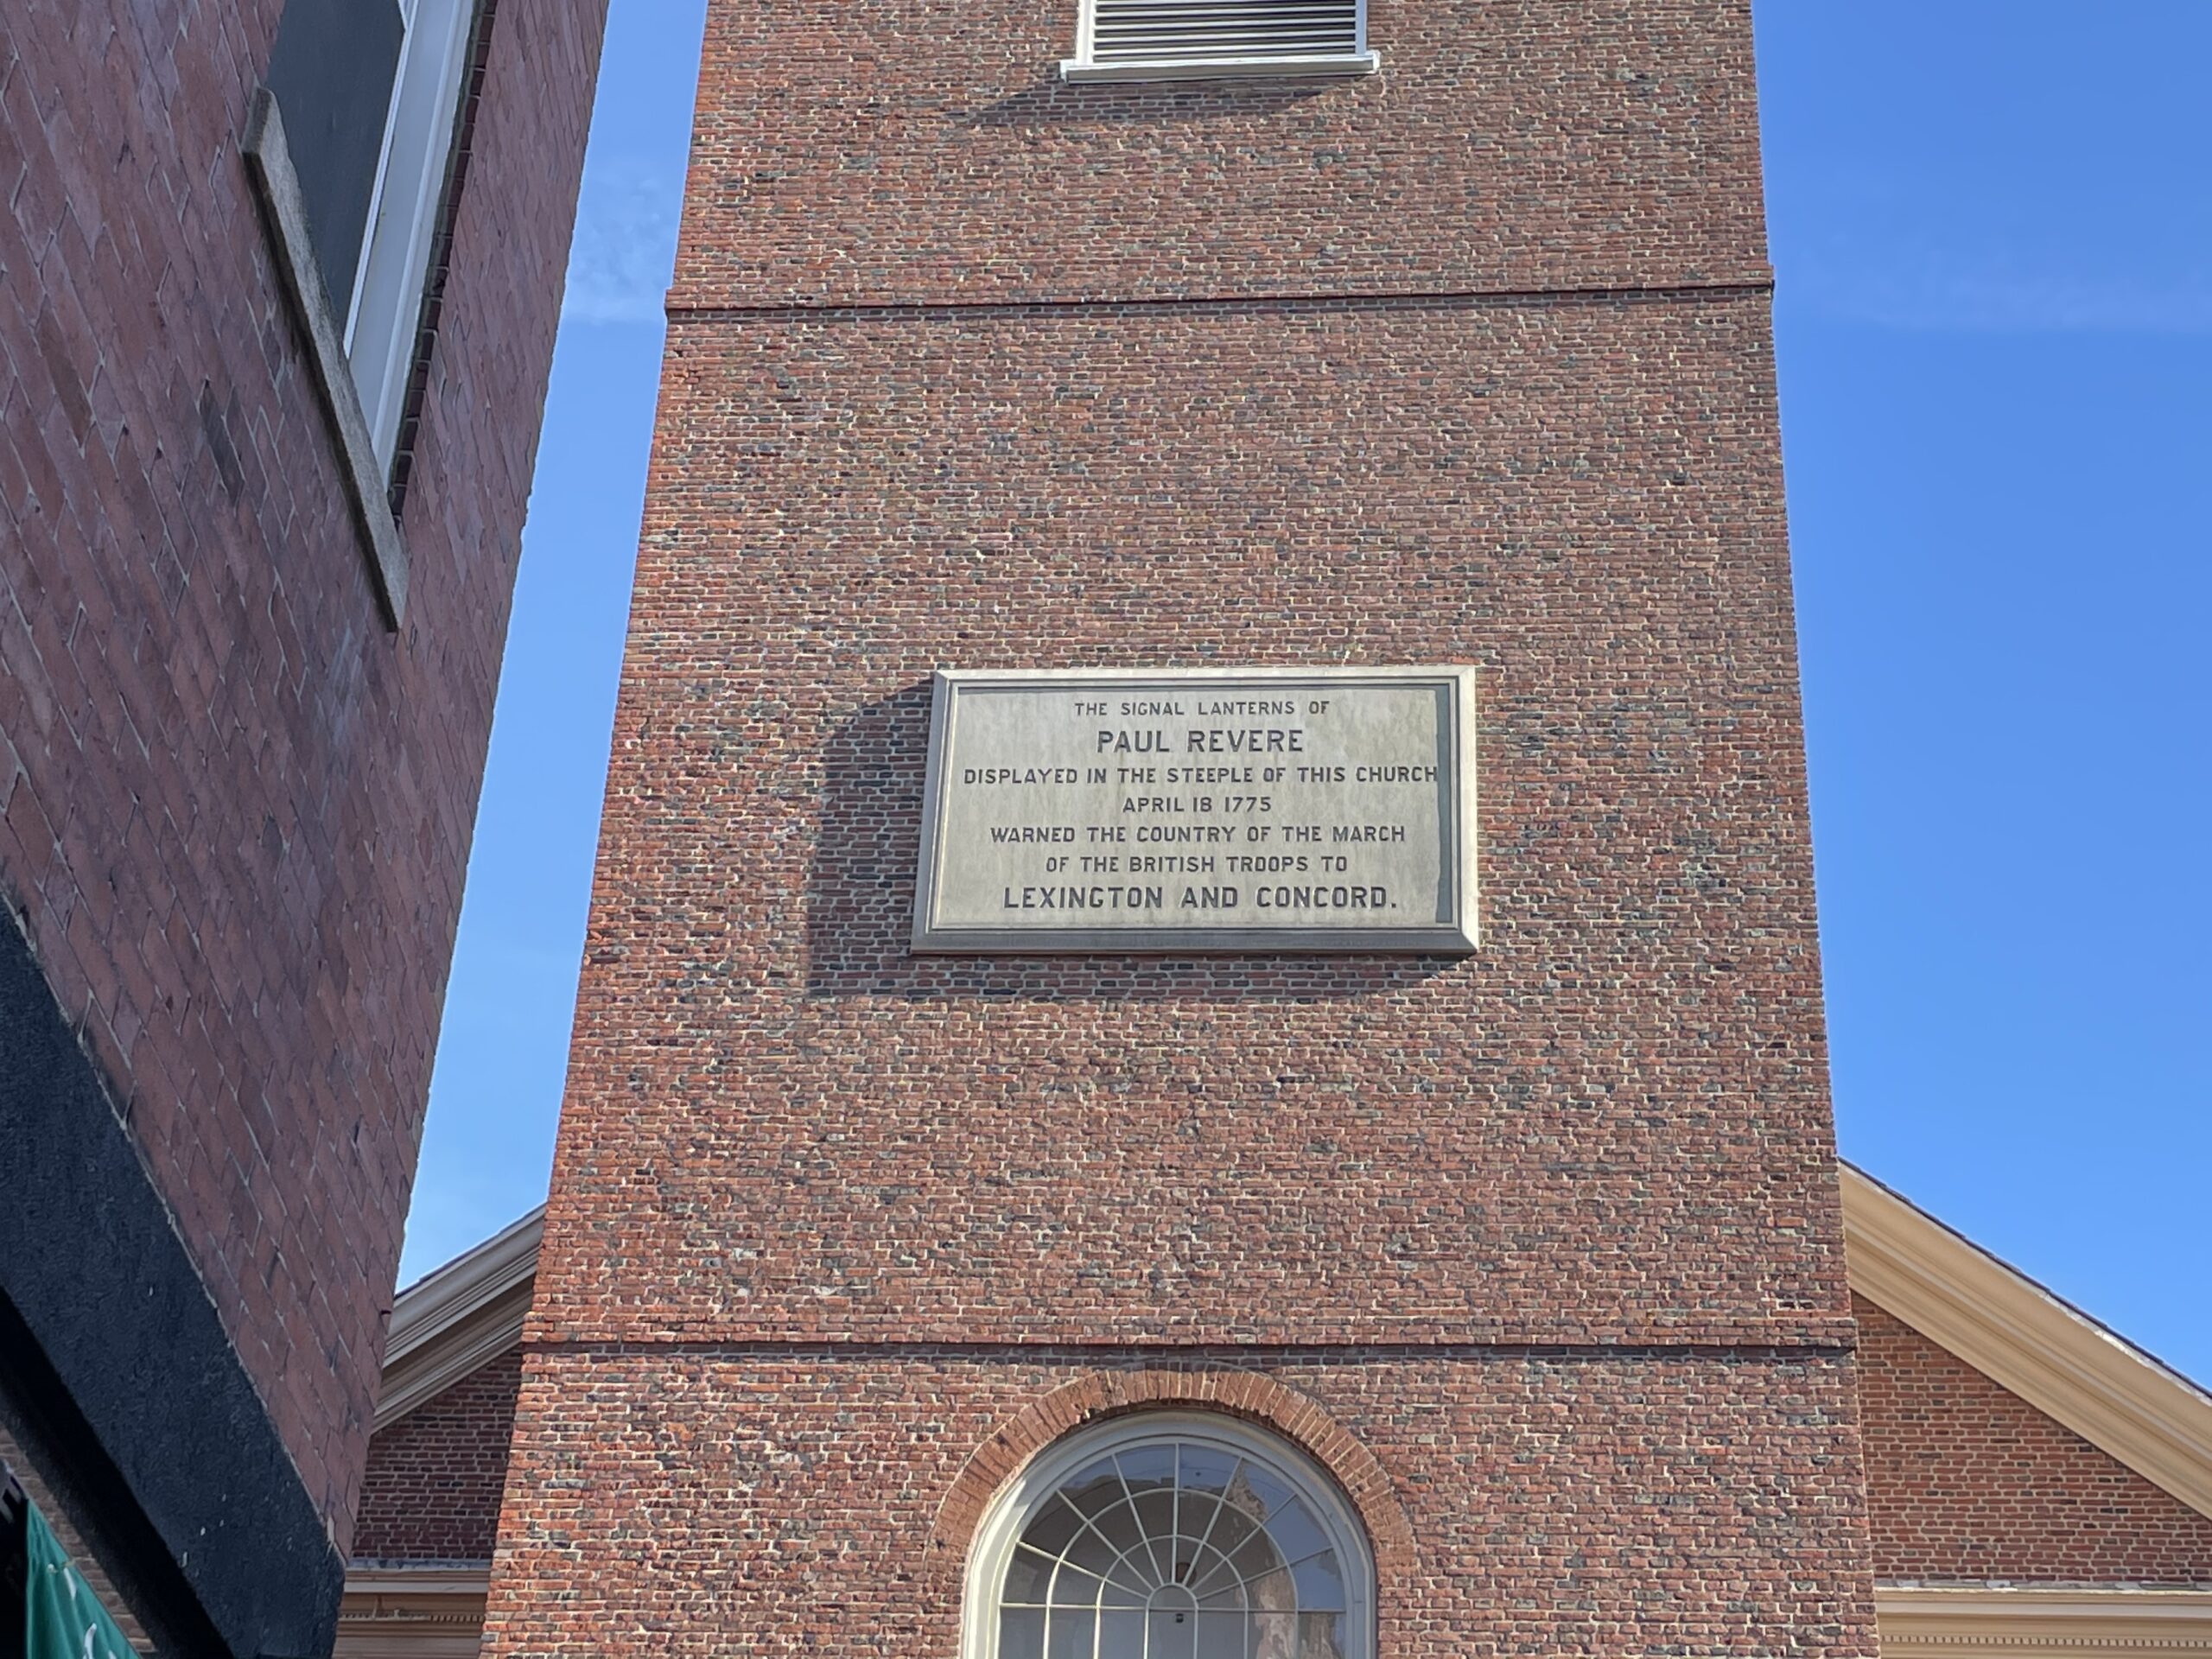 THE SIGNAL LANTERNS OF
PAUL REVERE
DISPLAYED IN THE STEEPLE OF THIS CHURCH
APRIL 18 1775
WARNED THE COUNTRY OF THE MARCH
OF THE BRITISH TROOPS TO
LEXINGTON AND CONCORD.